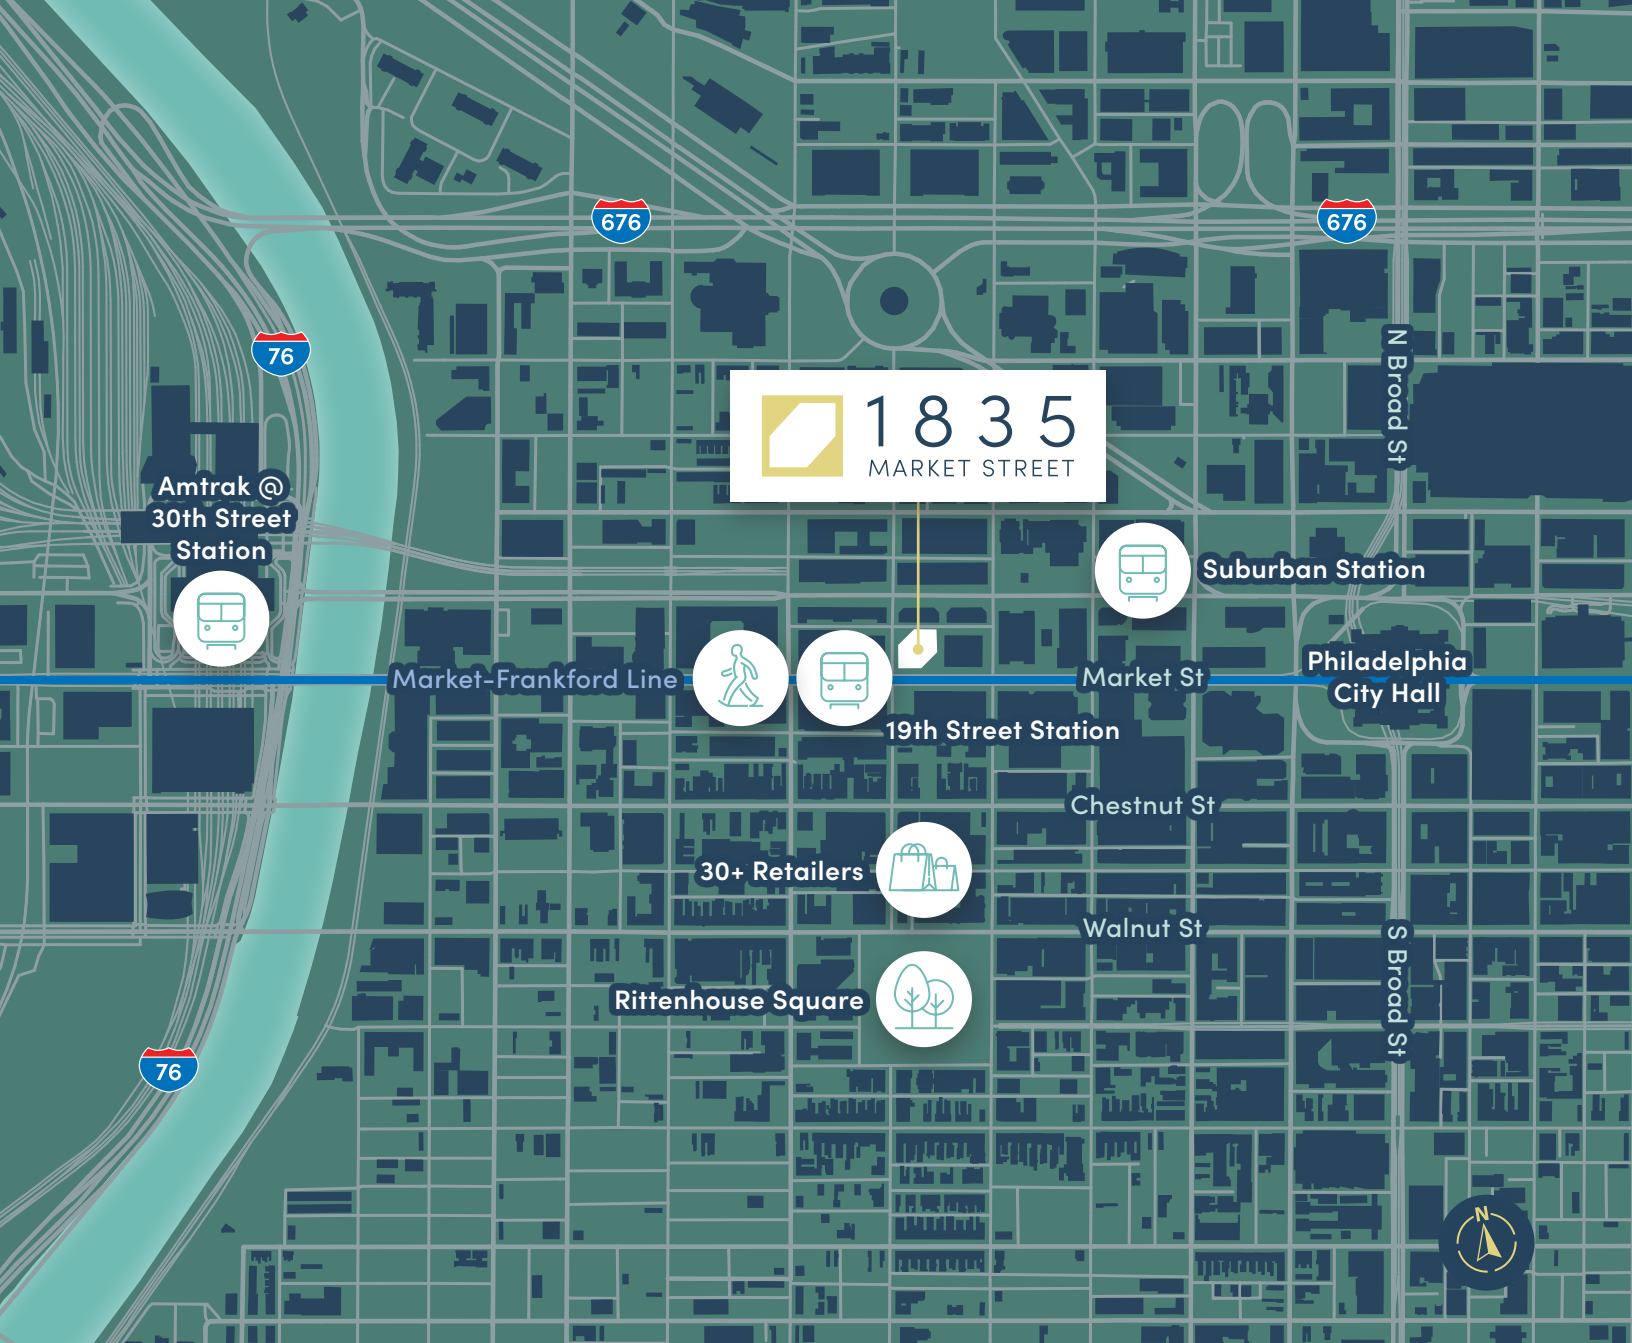 676
676
76
N Broad St
1835
MARKET STREET
Amtrak @
30th Street
Station
Suburban Station
Market-Frankford Line
Market St
Philadelphia
City Hall
19th Street Station
Chestnut St
30+ Retailers
Walnut St
S Broad St
Rittenhouse Square
76
N